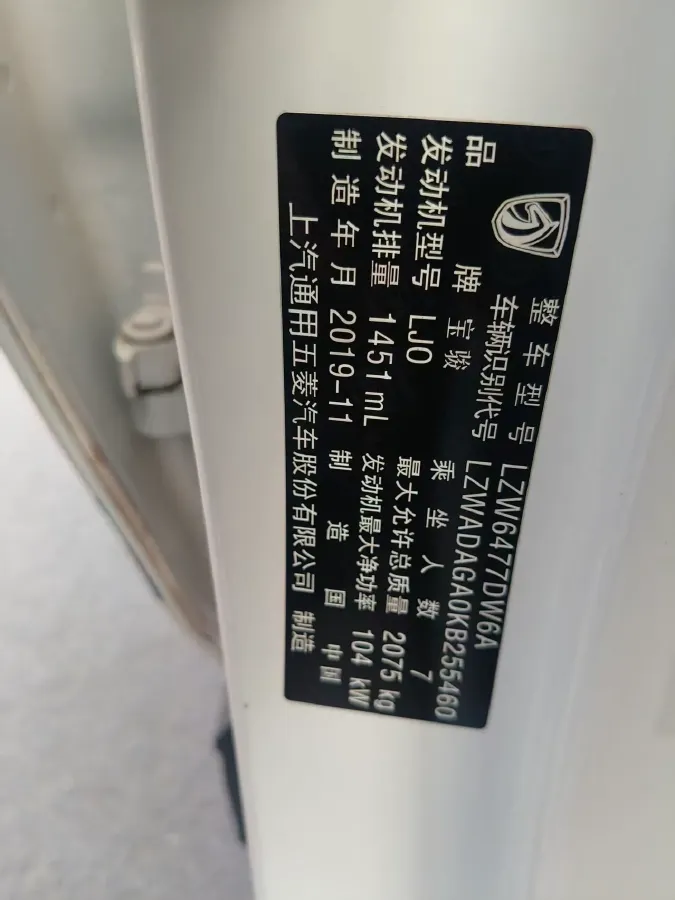 整车型号 LZW6477DW6A
车辆识别代号 LZWADAGA0KB255460
品牌 宝骏 乘坐人数 7
发动机型号 LJO 最大允许总质量 2075 kg
发动机排量 1451 mL 发动机最大净功率 104 kW
制造年月 2019-11 制造国 中国
上汽通用五菱汽车股份有限公司 制造